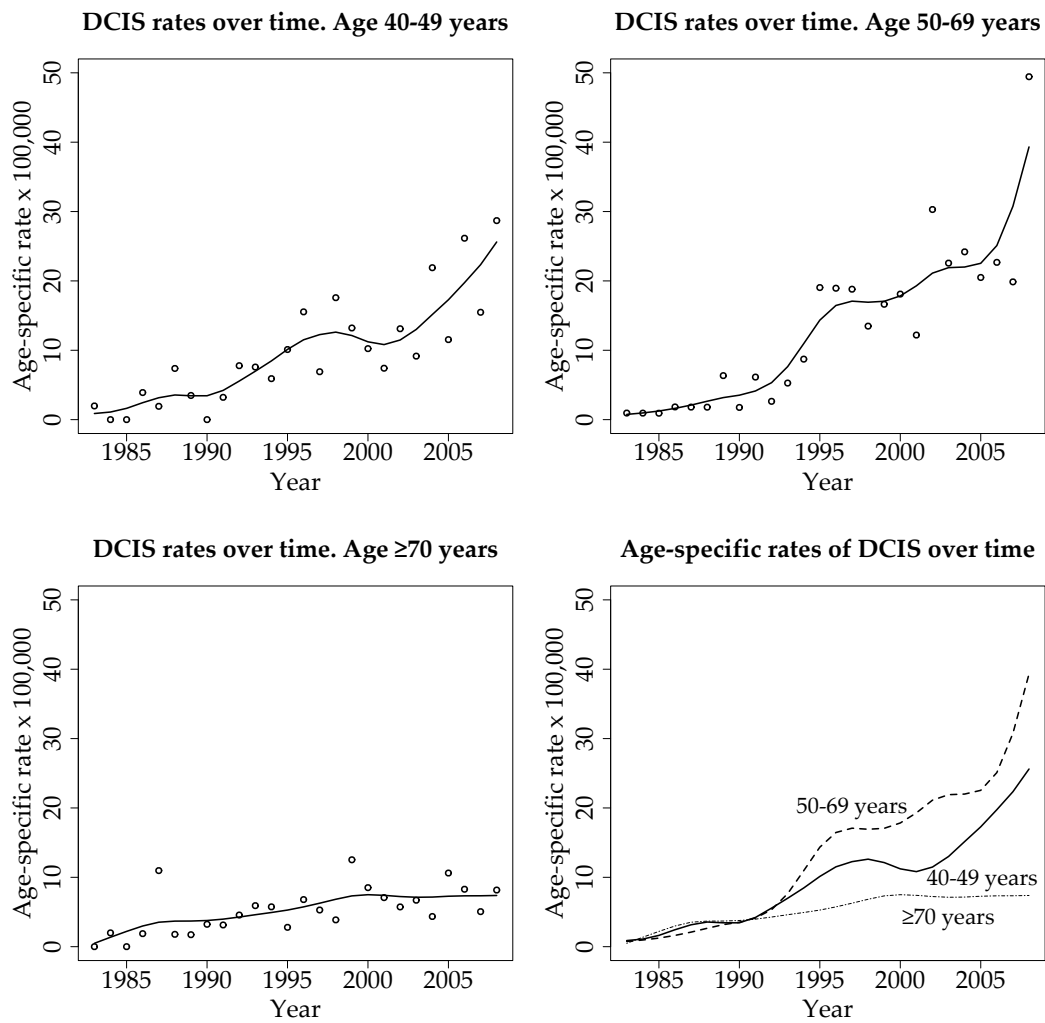 DCIS rates over time. Age 40-49 years
Age-specific rate x 100,000
50
40
30
20
10
0
1985 1990 1995 2000 2005
Year
DCIS rates over time. Age 50-69 years
Age-specific rate x 100,000
50
40
30
20
10
0
1985 1990 1995 2000 2005
Year
DCIS rates over time. Age ≥70 years
Age-specific rate x 100,000
50
40
30
20
10
0
1985 1990 1995 2000 2005
Year
Age-specific rates of DCIS over time
Age-specific rate x 100,000
50
40
30
20
10
0
50-69 years
40-49 years
≥70 years
1985 1990 1995 2000 2005
Year